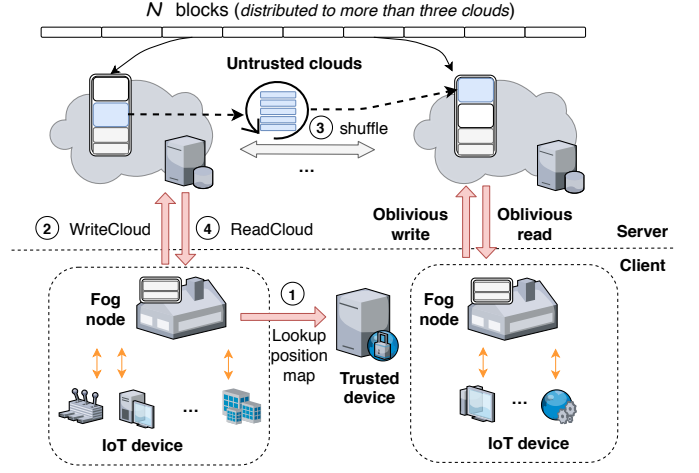 N blocks (distributed to more than three clouds)
Untrusted clouds
3 shuffle
...
2 WriteCloud
4 ReadCloud
Oblivious
write
Oblivious
read
Server
Client
Fog
node
1
Lookup
position
map
Trusted
device
Fog
node
...
IoT device
...
IoT device